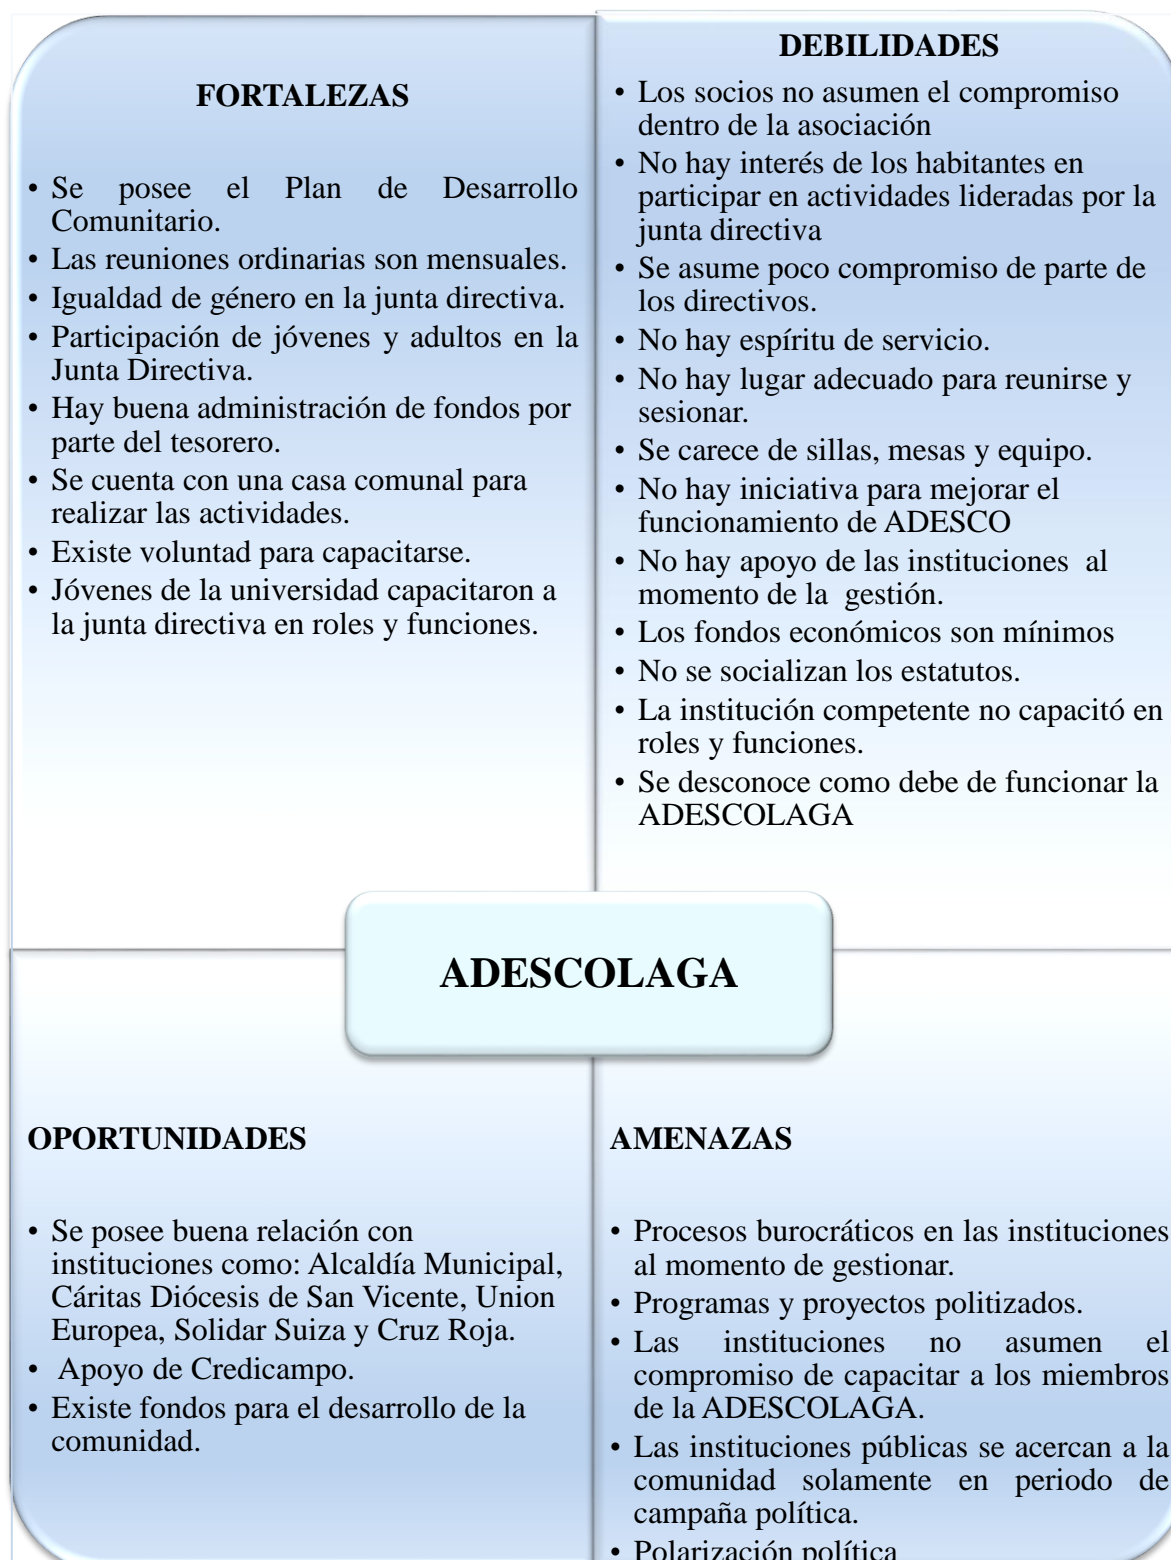 FORTALEZAS
• Se posee el Plan de Desarrollo
Comunitario.
• Las reuniones ordinarias son mensuales.
• Igualdad de género en la junta directiva.
• Participación de jóvenes y adultos en la
Junta Directiva.
• Hay buena administración de fondos por
parte del tesorero.
• Se cuenta con una casa comunal para
realizar las actividades.
• Existe voluntad para capacitarse.
• Jóvenes de la universidad capacitaron a
la junta directiva en roles y funciones.
DEBILIDADES
• Los socios no asumen el compromiso
dentro de la asociación
• No hay interés de los habitantes en
participar en actividades lideradas por la
junta directiva
• Se asume poco compromiso de parte de
los directivos.
• No hay espíritu de servicio.
• No hay lugar adecuado para reunirse y
sesionar.
• Se carece de sillas, mesas y equipo.
• No hay iniciativa para mejorar el
funcionamiento de ADESCO
• No hay apoyo de las instituciones al
momento de la gestión.
• Los fondos económicos son mínimos
• No se socializan los estatutos.
• La institución competente no capacitó en
roles y funciones.
• Se desconoce como debe de funcionar la
ADESCOLAGA
ADESCOLAGA
OPORTUNIDADES
• Se posee buena relación con
instituciones como: Alcaldía Municipal,
Cáritas Diócesis de San Vicente, Union
Europea, Solidar Suiza y Cruz Roja.
• Apoyo de Credicampo.
• Existe fondos para el desarrollo de la
comunidad.
AMENAZAS
• Procesos burocráticos en las instituciones
al momento de gestionar.
• Programas y proyectos politizados.
• Las instituciones no asumen el
compromiso de capacitar a los miembros
de la ADESCOLAGA.
• Las instituciones públicas se acercan a la
comunidad solamente en periodo de
campaña política.
• Polarización política